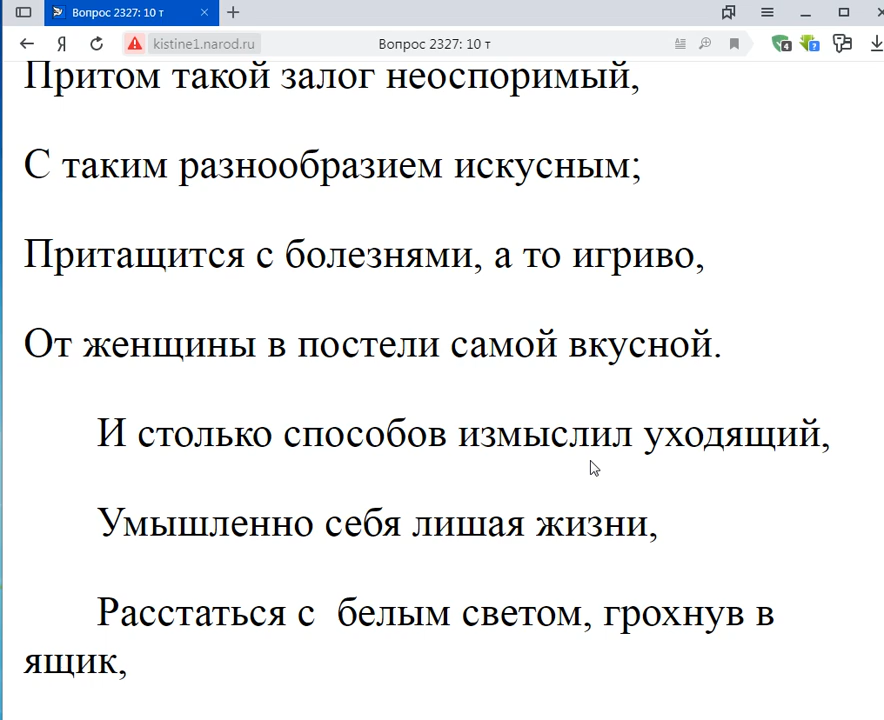 Вопрос 2327: 10 т
kistine1.narod.ru
Вопрос 2327: 10 т
Притом такой залог неоспоримый,
С таким разнообразием искусным;
Притащится с болезнями, а то игриво,
От женщины в постели самой вкусной.
И столько способов измыслил уходящий,
Умышленно себя лишая жизни,
Расстаться с белым светом, грохнув в
ящик,